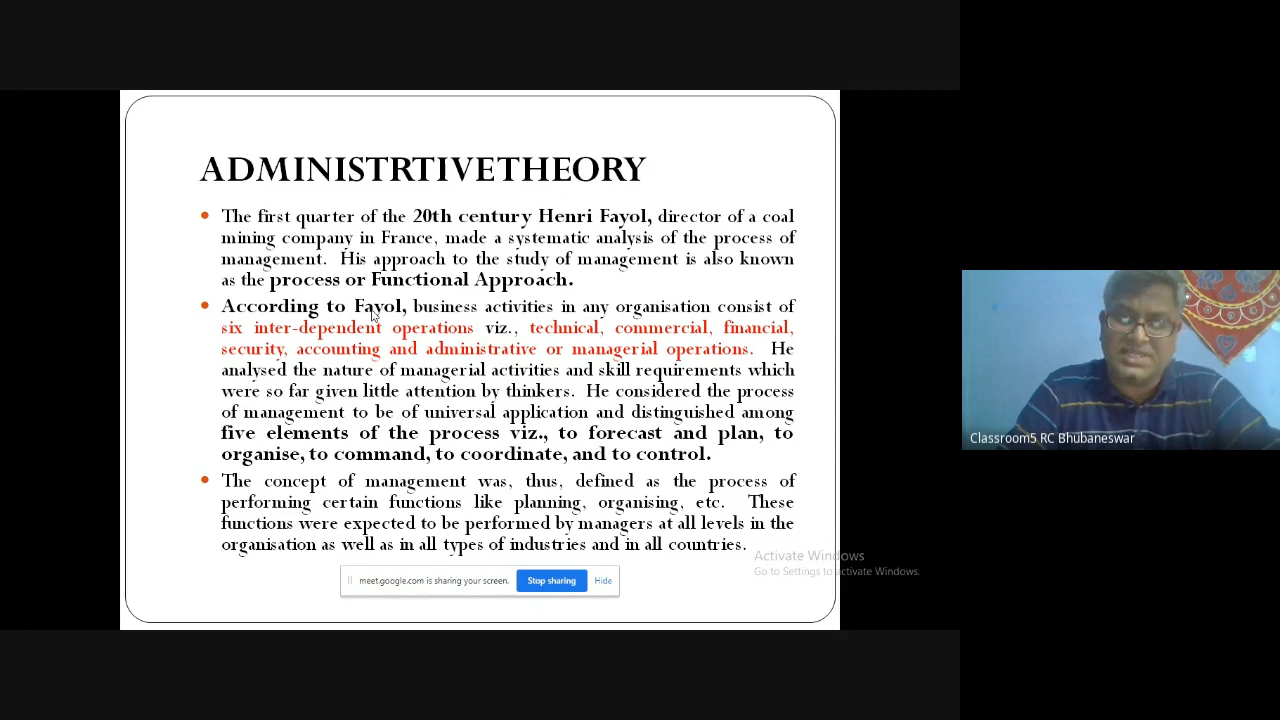 ADMINISTRTIVETHEORY
• The first quarter of the 20th century Henri Fayol, director of a coal
mining company in France, made a systematic analysis of the process of
management. His approach to the study of management is also known
as the process or Functional Approach.
• According to Fayol, business activities in any organisation consist of
six inter-dependent operations viz., technical, commercial, financial,
security, accounting and administrative or managerial operations. He
analysed the nature of managerial activities and skill requirements which
were so far given little attention by thinkers. He considered the process
of management to be of universal application and distinguished among
five elements of the process viz., to forecast and plan, to
organise, to command, to coordinate, and to control.
• The concept of management was, thus, defined as the process of
performing certain functions like planning, organising, etc. These
functions were expected to be performed by managers at all levels in the
organisation as well as in all types of industries and in all countries.
meet.google.com is sharing your screen. Stop sharing Hide
Activate Windows
Go to Settings to activate Windows.
Classroom5 RC Bhubaneswar